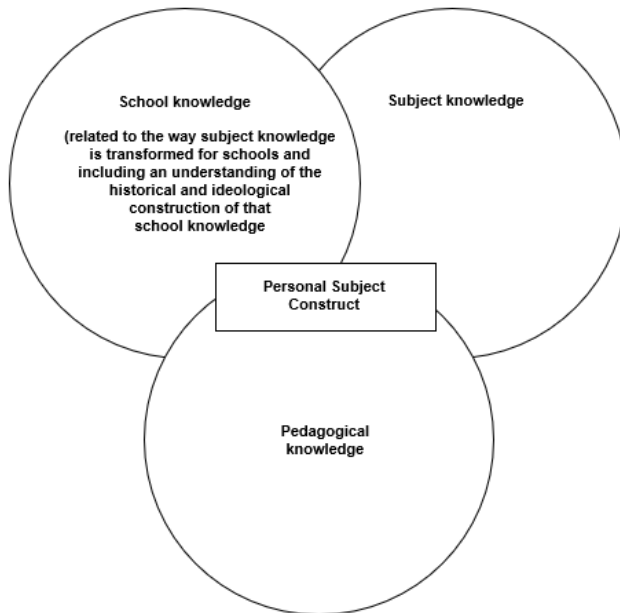 School knowledge
(related to the way subject knowledge
is transformed for schools and
including an understanding of the
historical and ideological
construction of that
school knowledge
Subject knowledge
Personal Subject
Construct
Pedagogical
knowledge